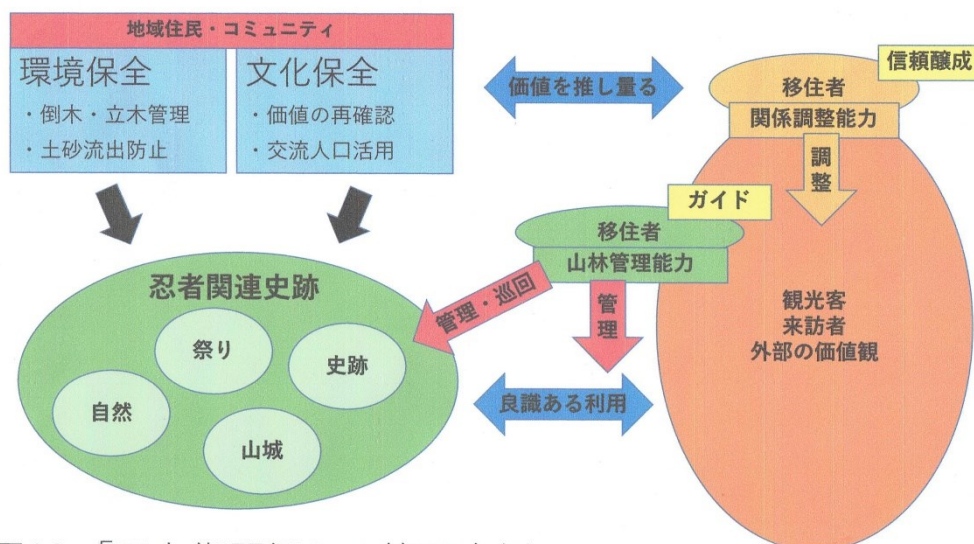 地域住民・コミュニティ
環境保全
・倒木・立木管理
・土砂流出防止
文化保全
・価値の再確認
・交流人口活用
価値を推し量る
信頼醸成
移住者
関係調整能力
調整
ガイド
移住者
山林管理能力
管理・巡回
管理
忍者関連史跡
祭り
史跡
自然
山城
良識ある利用
観光客
来訪者
外部の価値観